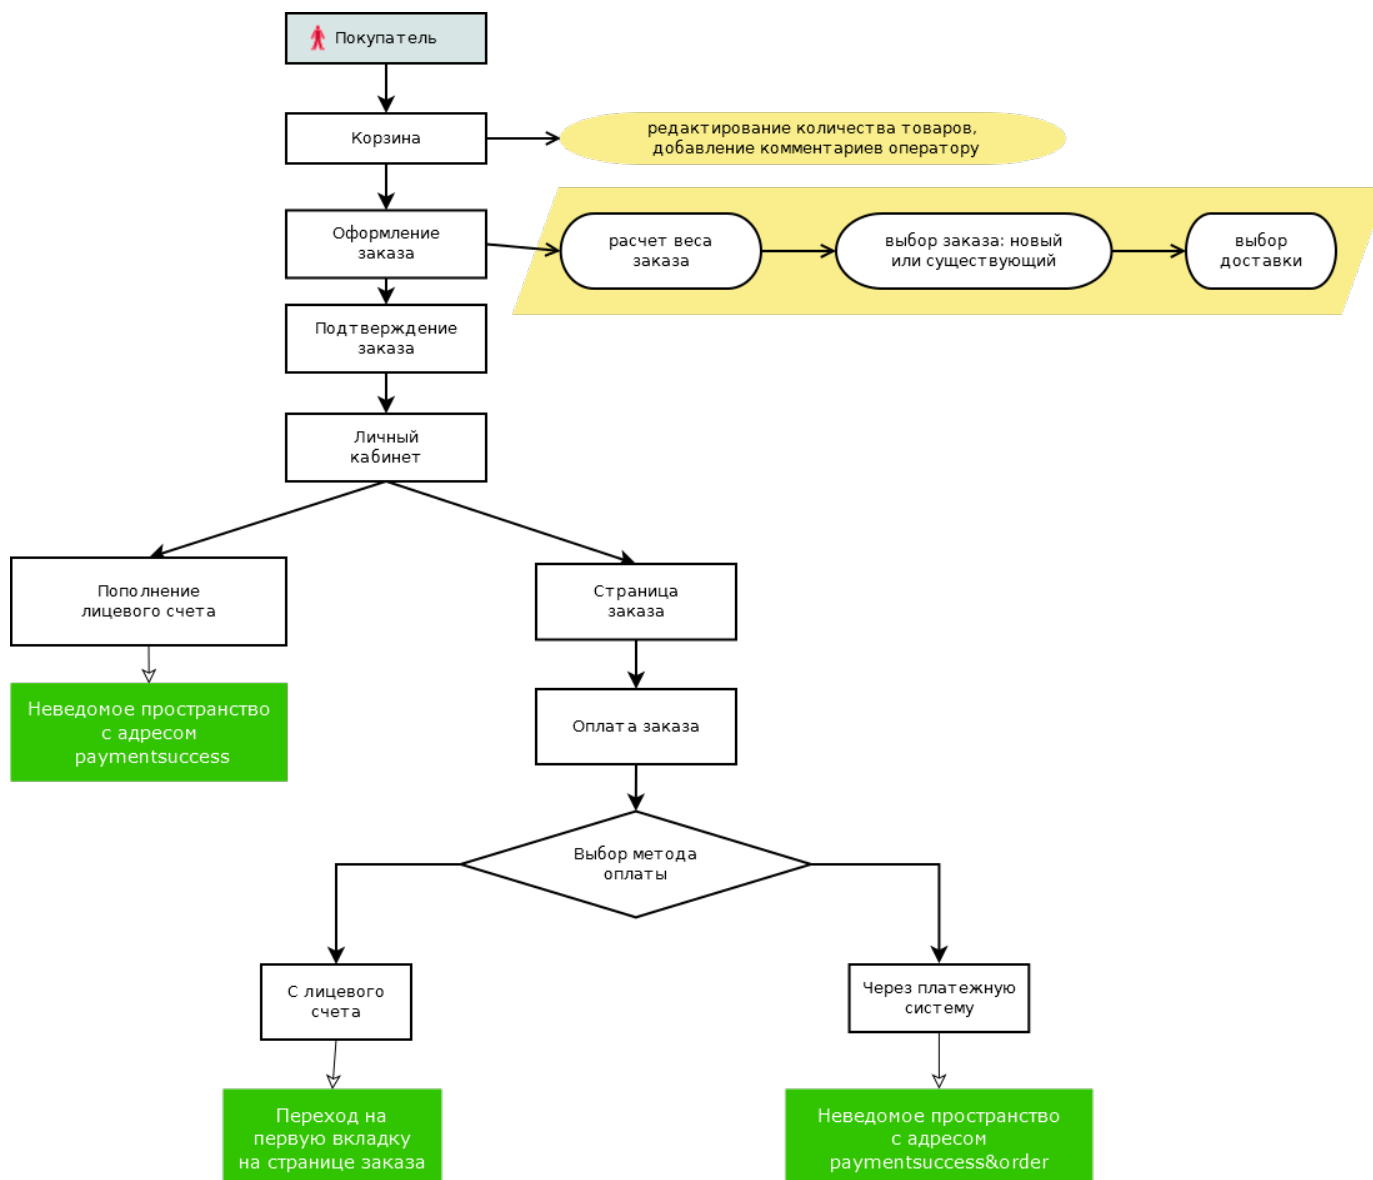 Покупатель
Корзина
редактирование количества товаров,
добавление комментариев оператору
Оформление
заказа
расчет веса
заказа
выбор заказа: новый
или существующий
выбор
доставки
Подтверждение
заказа
Личный
кабинет
Пополнение
лицевого счета
Страница
заказа
Неведомое пространство
с адресом
paymentsuccess
Оплата заказа
Выбор метода
оплаты
С лицевого
счета
Через платежную
систему
Переход на
первую вкладку
на странице заказа
Неведомое пространство
с адресом
paymentsuccess&order